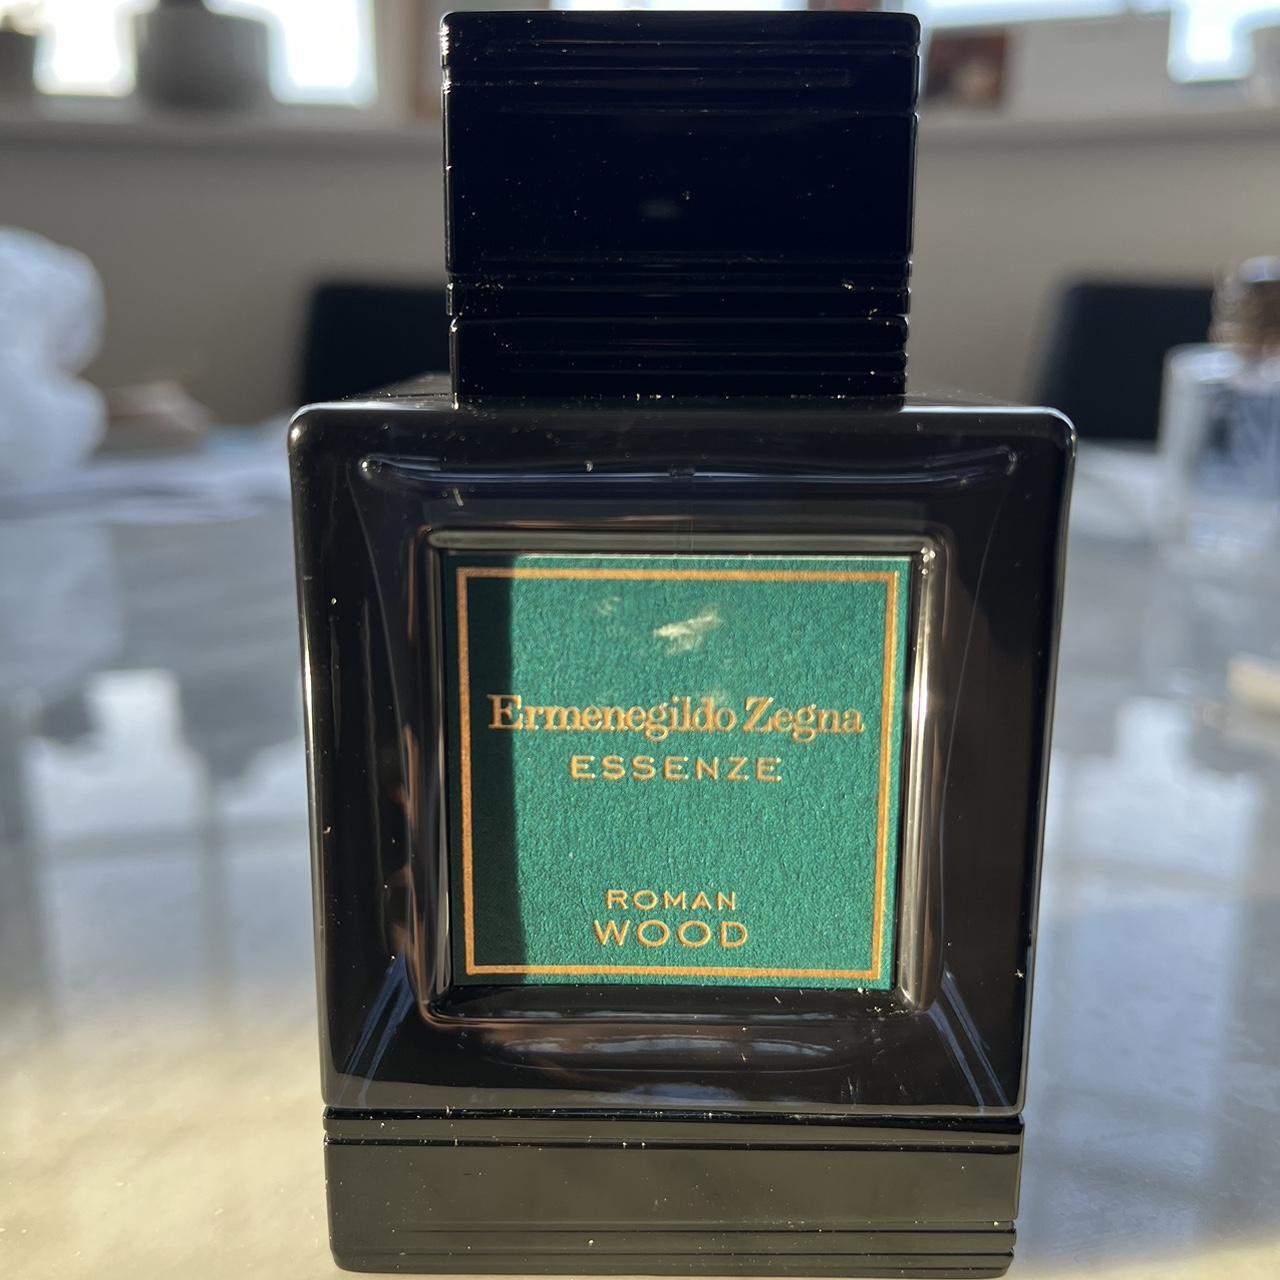 Ermenegildo Zegna
ESSENZE
ROMAN
WOOD